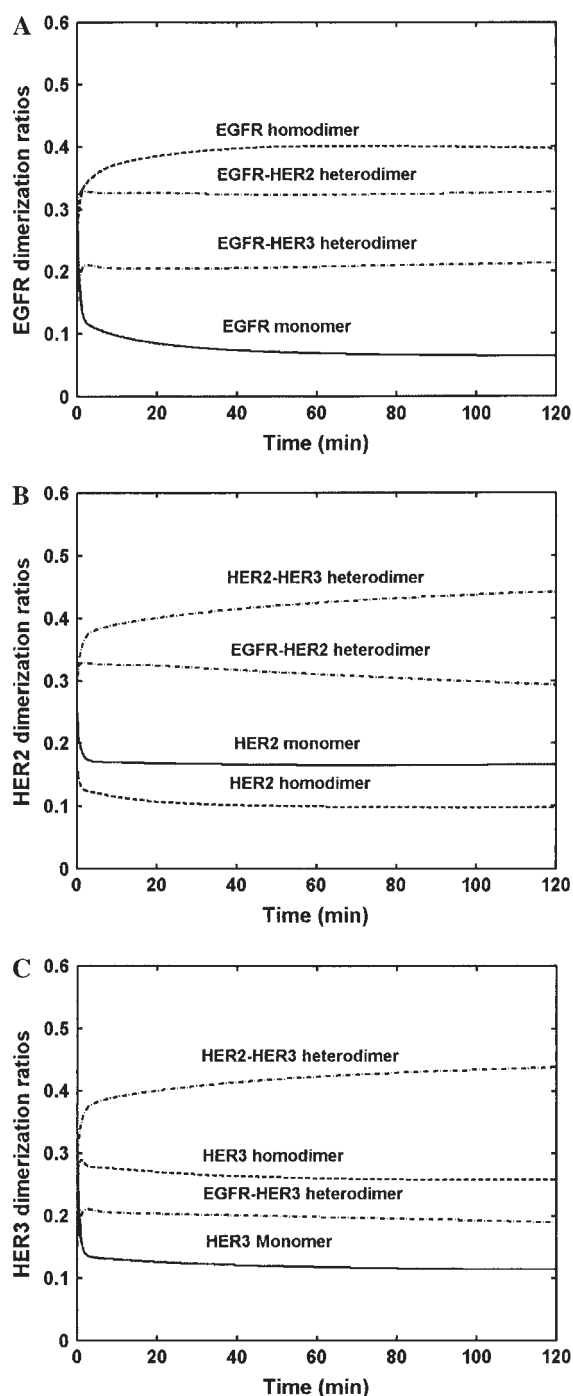 A
EGFR dimerization ratios
0.6
0.5
0.4
0.3
0.2
0.1
0
EGFR homodimer
EGFR-HER2 heterodimer
EGFR-HER3 heterodimer
EGFR monomer
0 20 40 60 80 100 120
Time (min)
B
HER2 dimerization ratios
0.6
0.5
0.4
0.3
0.2
0.1
0
HER2-HER3 heterodimer
EGFR-HER2 heterodimer
HER2 monomer
HER2 homodimer
0 20 40 60 80 100 120
Time (min)
C
HER3 dimerization ratios
0.6
0.5
0.4
0.3
0.2
0.1
0
HER2-HER3 heterodimer
HER3 homodimer
EGFR-HER3 heterodimer
HER3 Monomer
0 20 40 60 80 100 120
Time (min)